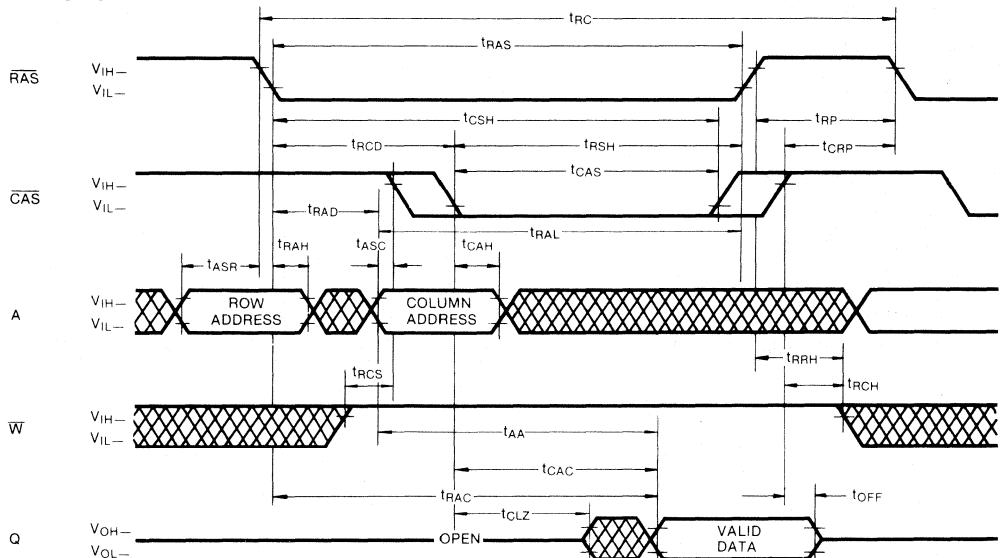 tRC
tRAS
RAS
VIH—
VIL—
tCSH
tRP
tRCD
tRSH
tCRP
tCAS
CAS
VIH—
VIL—
tRAD
tRAL
tRAH
tASC
tCAH
tASR
A
VIH—
VIL—
ROW
ADDRESS
COLUMN
ADDRESS
tRRH
tRCS
tRCH
W
VIH—
VIL—
tAA
tCAC
tRAC
tOFF
tCLZ
Q
VOH—
VOL—
OPEN
VALID
DATA